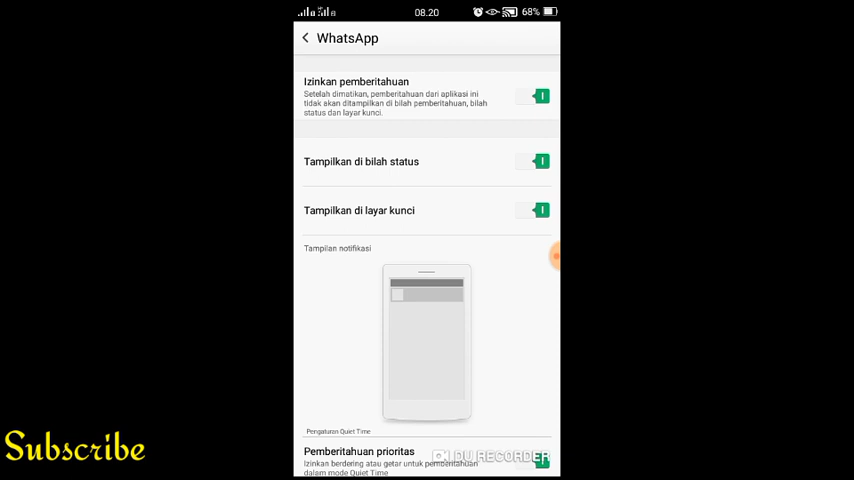 08.20
68%
WhatsApp
Izinkan pemberitahuan
Setelah dimatikan, pemberitahuan dari aplikasi ini
tidak akan ditampilkan di bilah pemberitahuan, bilah
status dan layar kunci.
Tampilkan di bilah status
Tampilkan di layar kunci
Tampilan notifikasi
Pengaturan Quiet Time
Pemberitahuan prioritas
Izinkan berdering atau getar untuk pemberitahuan
dalam mode Quiet Time
DU RECORDER
Subscribe